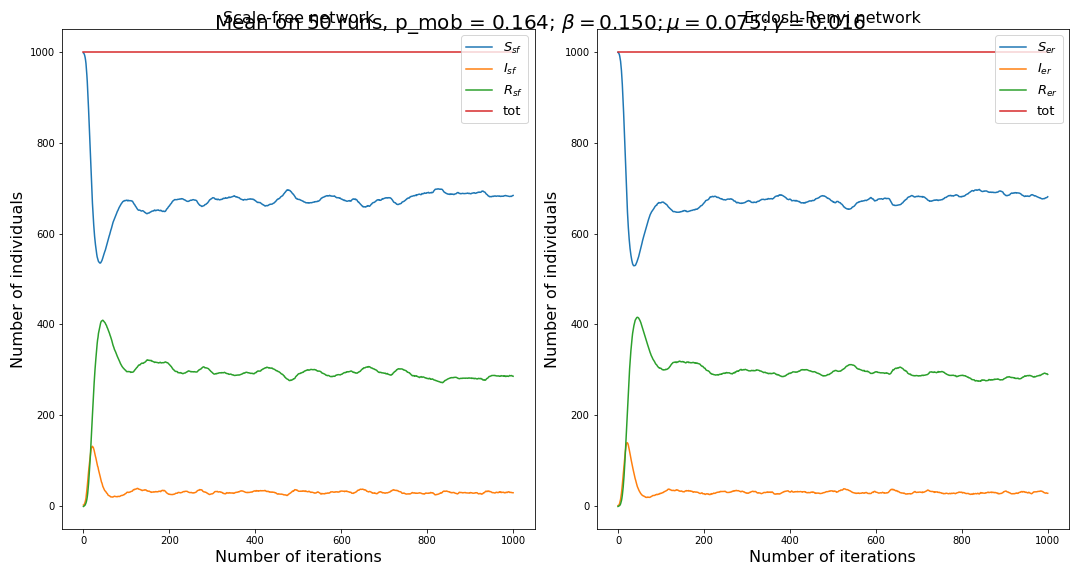 Mean on 50 runs, p_mob = 0.164; β = 0.150; μ = 0.075; γ = 0.016
Scale-free network
Number of individuals
1000
800
600
400
200
0
S_sf
I_sf
R_sf
tot
0 200 400 600 800 1000
Number of iterations
Erdosh-Renyi network
Number of individuals
1000
800
600
400
200
0
S_er
I_er
R_er
tot
0 200 400 600 800 1000
Number of iterations